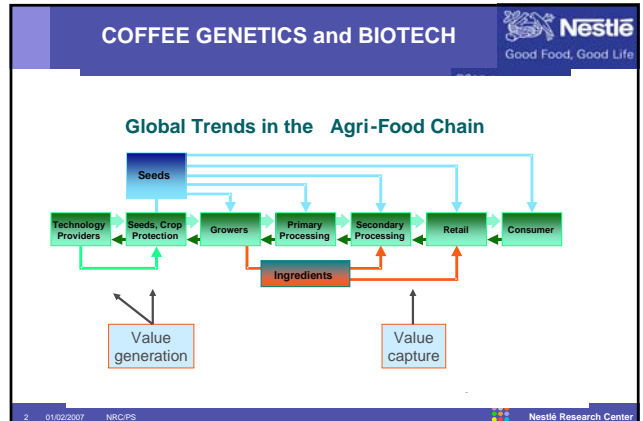 COFFEE GENETICS and BIOTECH
Nestlé
Good Food, Good Life
Global Trends in the Agri-Food Chain
Seeds
Technology
Providers
Seeds, Crop
Protection
Growers
Primary
Processing
Secondary
Processing
Retail
Consumer
Ingredients
Value
generation
Value
capture
2 01/02/2007 NRC/PS
Nestlé Research Center